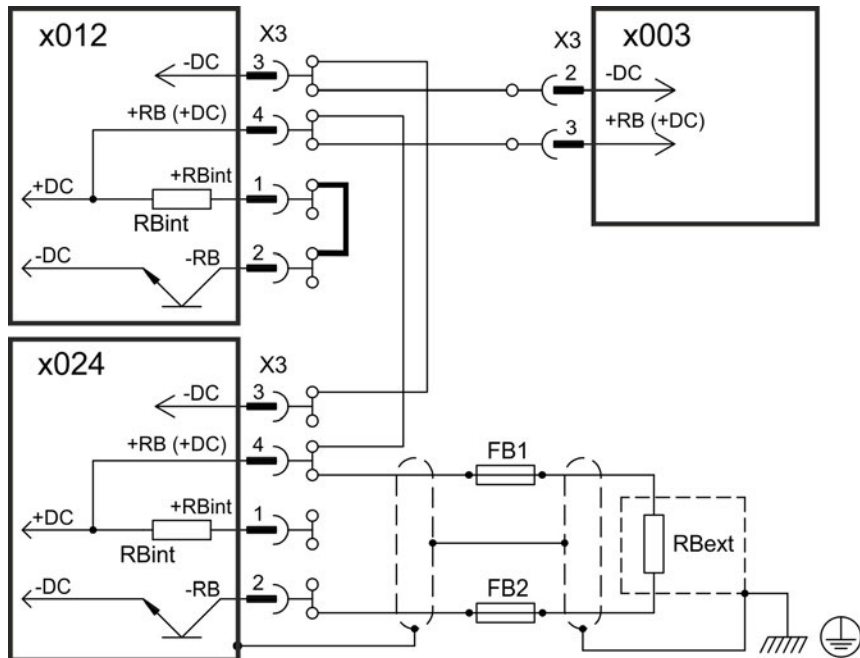 x012
X3
-DC
3
+RB (+DC)
4
+DC
+RBint
1
RBint
-DC
-RB
2
X3
x003
2
-DC
3
+RB (+DC)
x024
X3
-DC
3
+RB (+DC)
4
+DC
+RBint
1
RBint
-DC
-RB
2
FB1
FB2
RBext